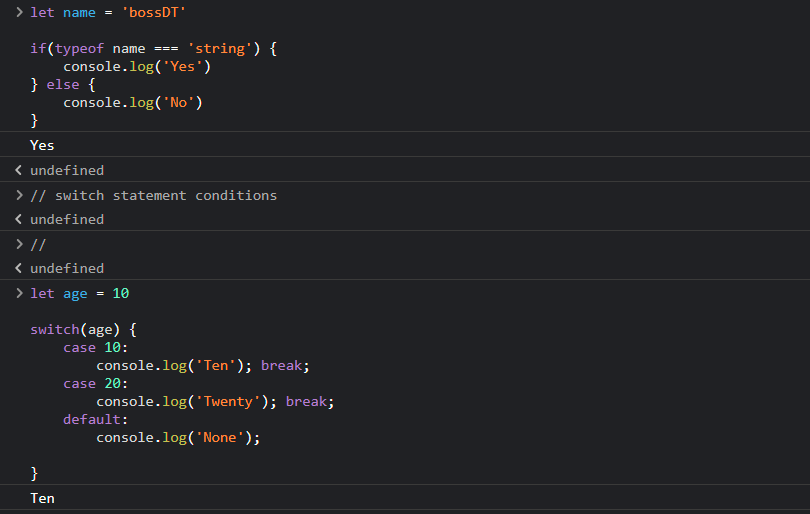 > let name = 'bossDT'
if(typeof name === 'string') {
    console.log('Yes')
} else {
    console.log('No')
}
Yes
< undefined
> // switch statement conditions
< undefined
> //
< undefined
> let age = 10
switch(age) {
    case 10:
        console.log('Ten'); break;
    case 20:
        console.log('Twenty'); break;
    default:
        console.log('None');
}
Ten